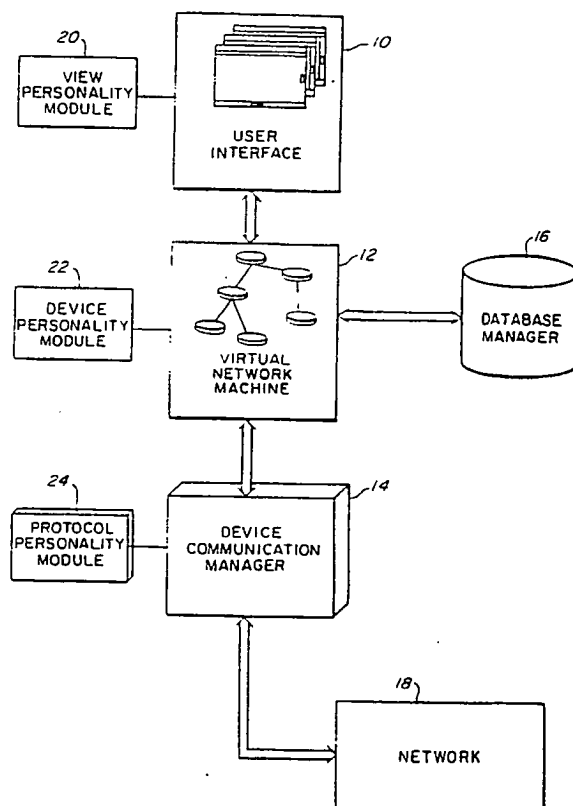 20
VIEW
PERSONALITY
MODULE
10
USER
INTERFACE
22
DEVICE
PERSONALITY
MODULE
12
VIRTUAL
NETWORK
MACHINE
16
DATABASE
MANAGER
24
PROTOCOL
PERSONALITY
MODULE
14
DEVICE
COMMUNICATION
MANAGER
18
NETWORK